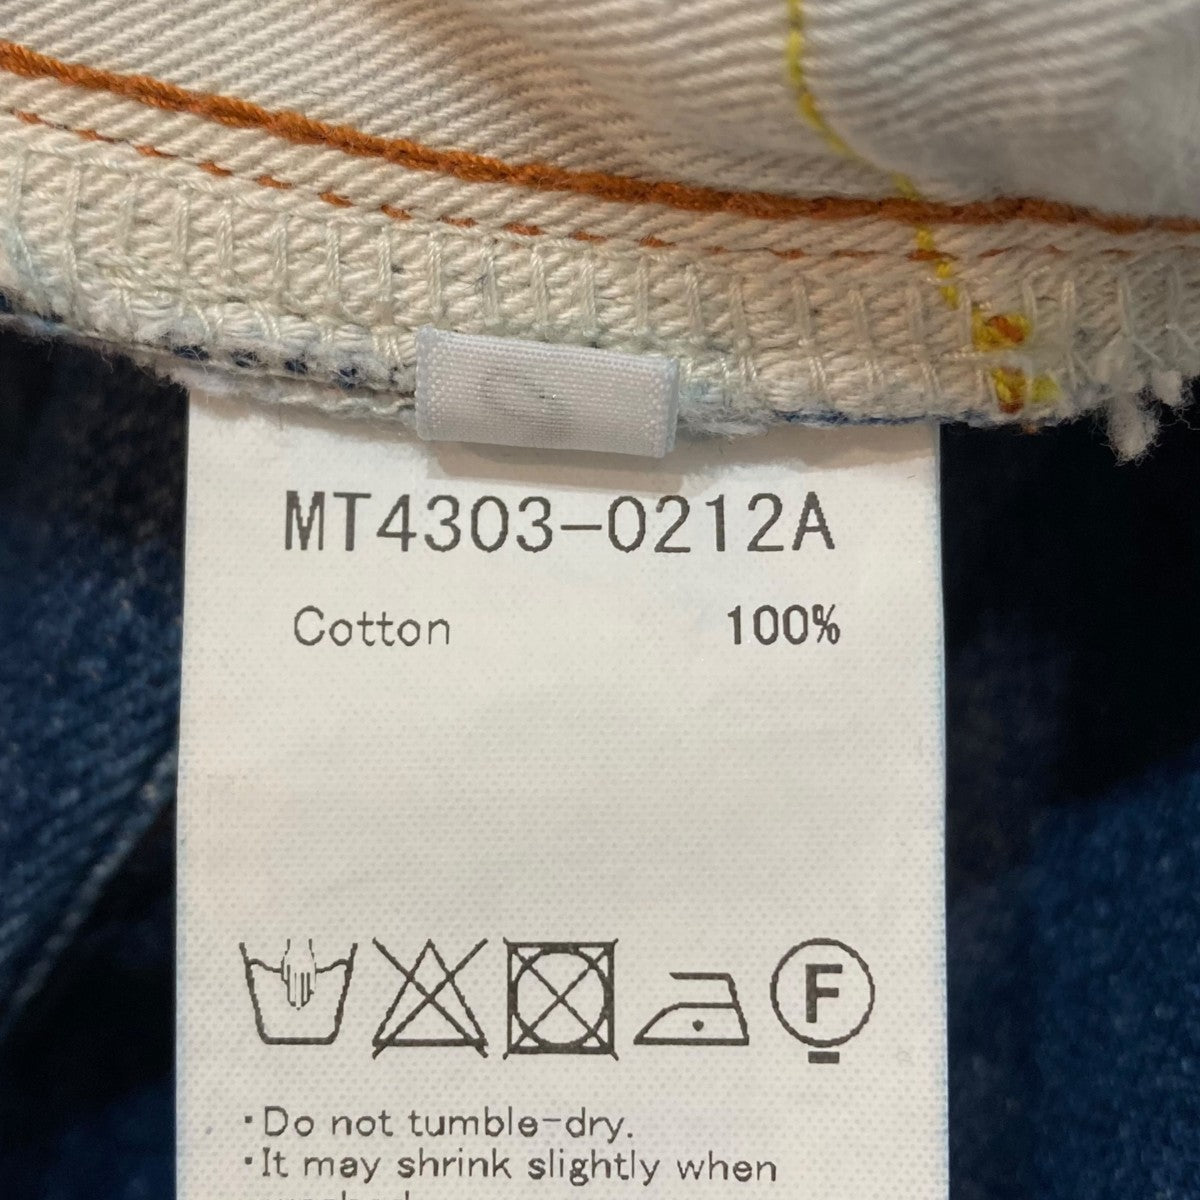 MT4303-0212A
Cotton 100%
F
・Do not tumble-dry.
・It may shrink slightly when